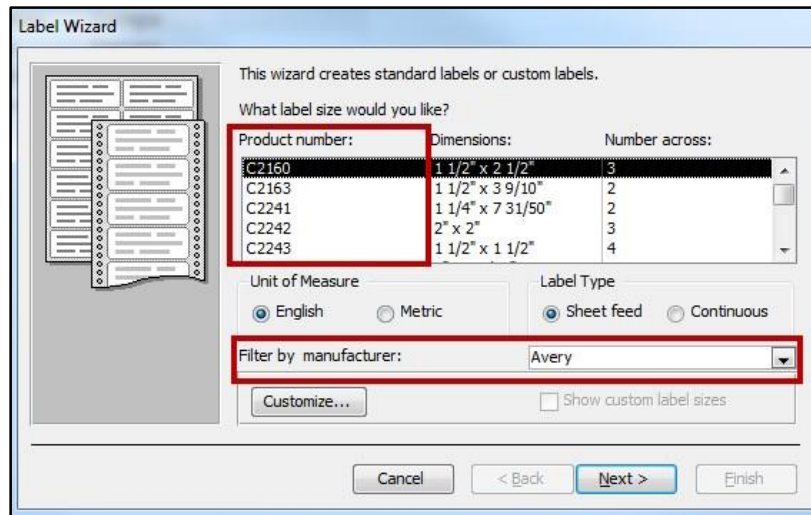 Label Wizard
This wizard creates standard labels or custom labels.
What label size would you like?
Product number: Dimensions: Number across:
C2160 1 1/2" x 2 1/2" 3
C2163 1 1/2" x 3 9/10" 2
C2241 1 1/4" x 7 31/50" 2
C2242 2" x 2" 3
C2243 1 1/2" x 1 1/2" 4
Unit of Measure Label Type
English Metric Sheet feed Continuous
Filter by manufacturer: Avery
Customize... Show custom label sizes
Cancel < Back Next > Finish